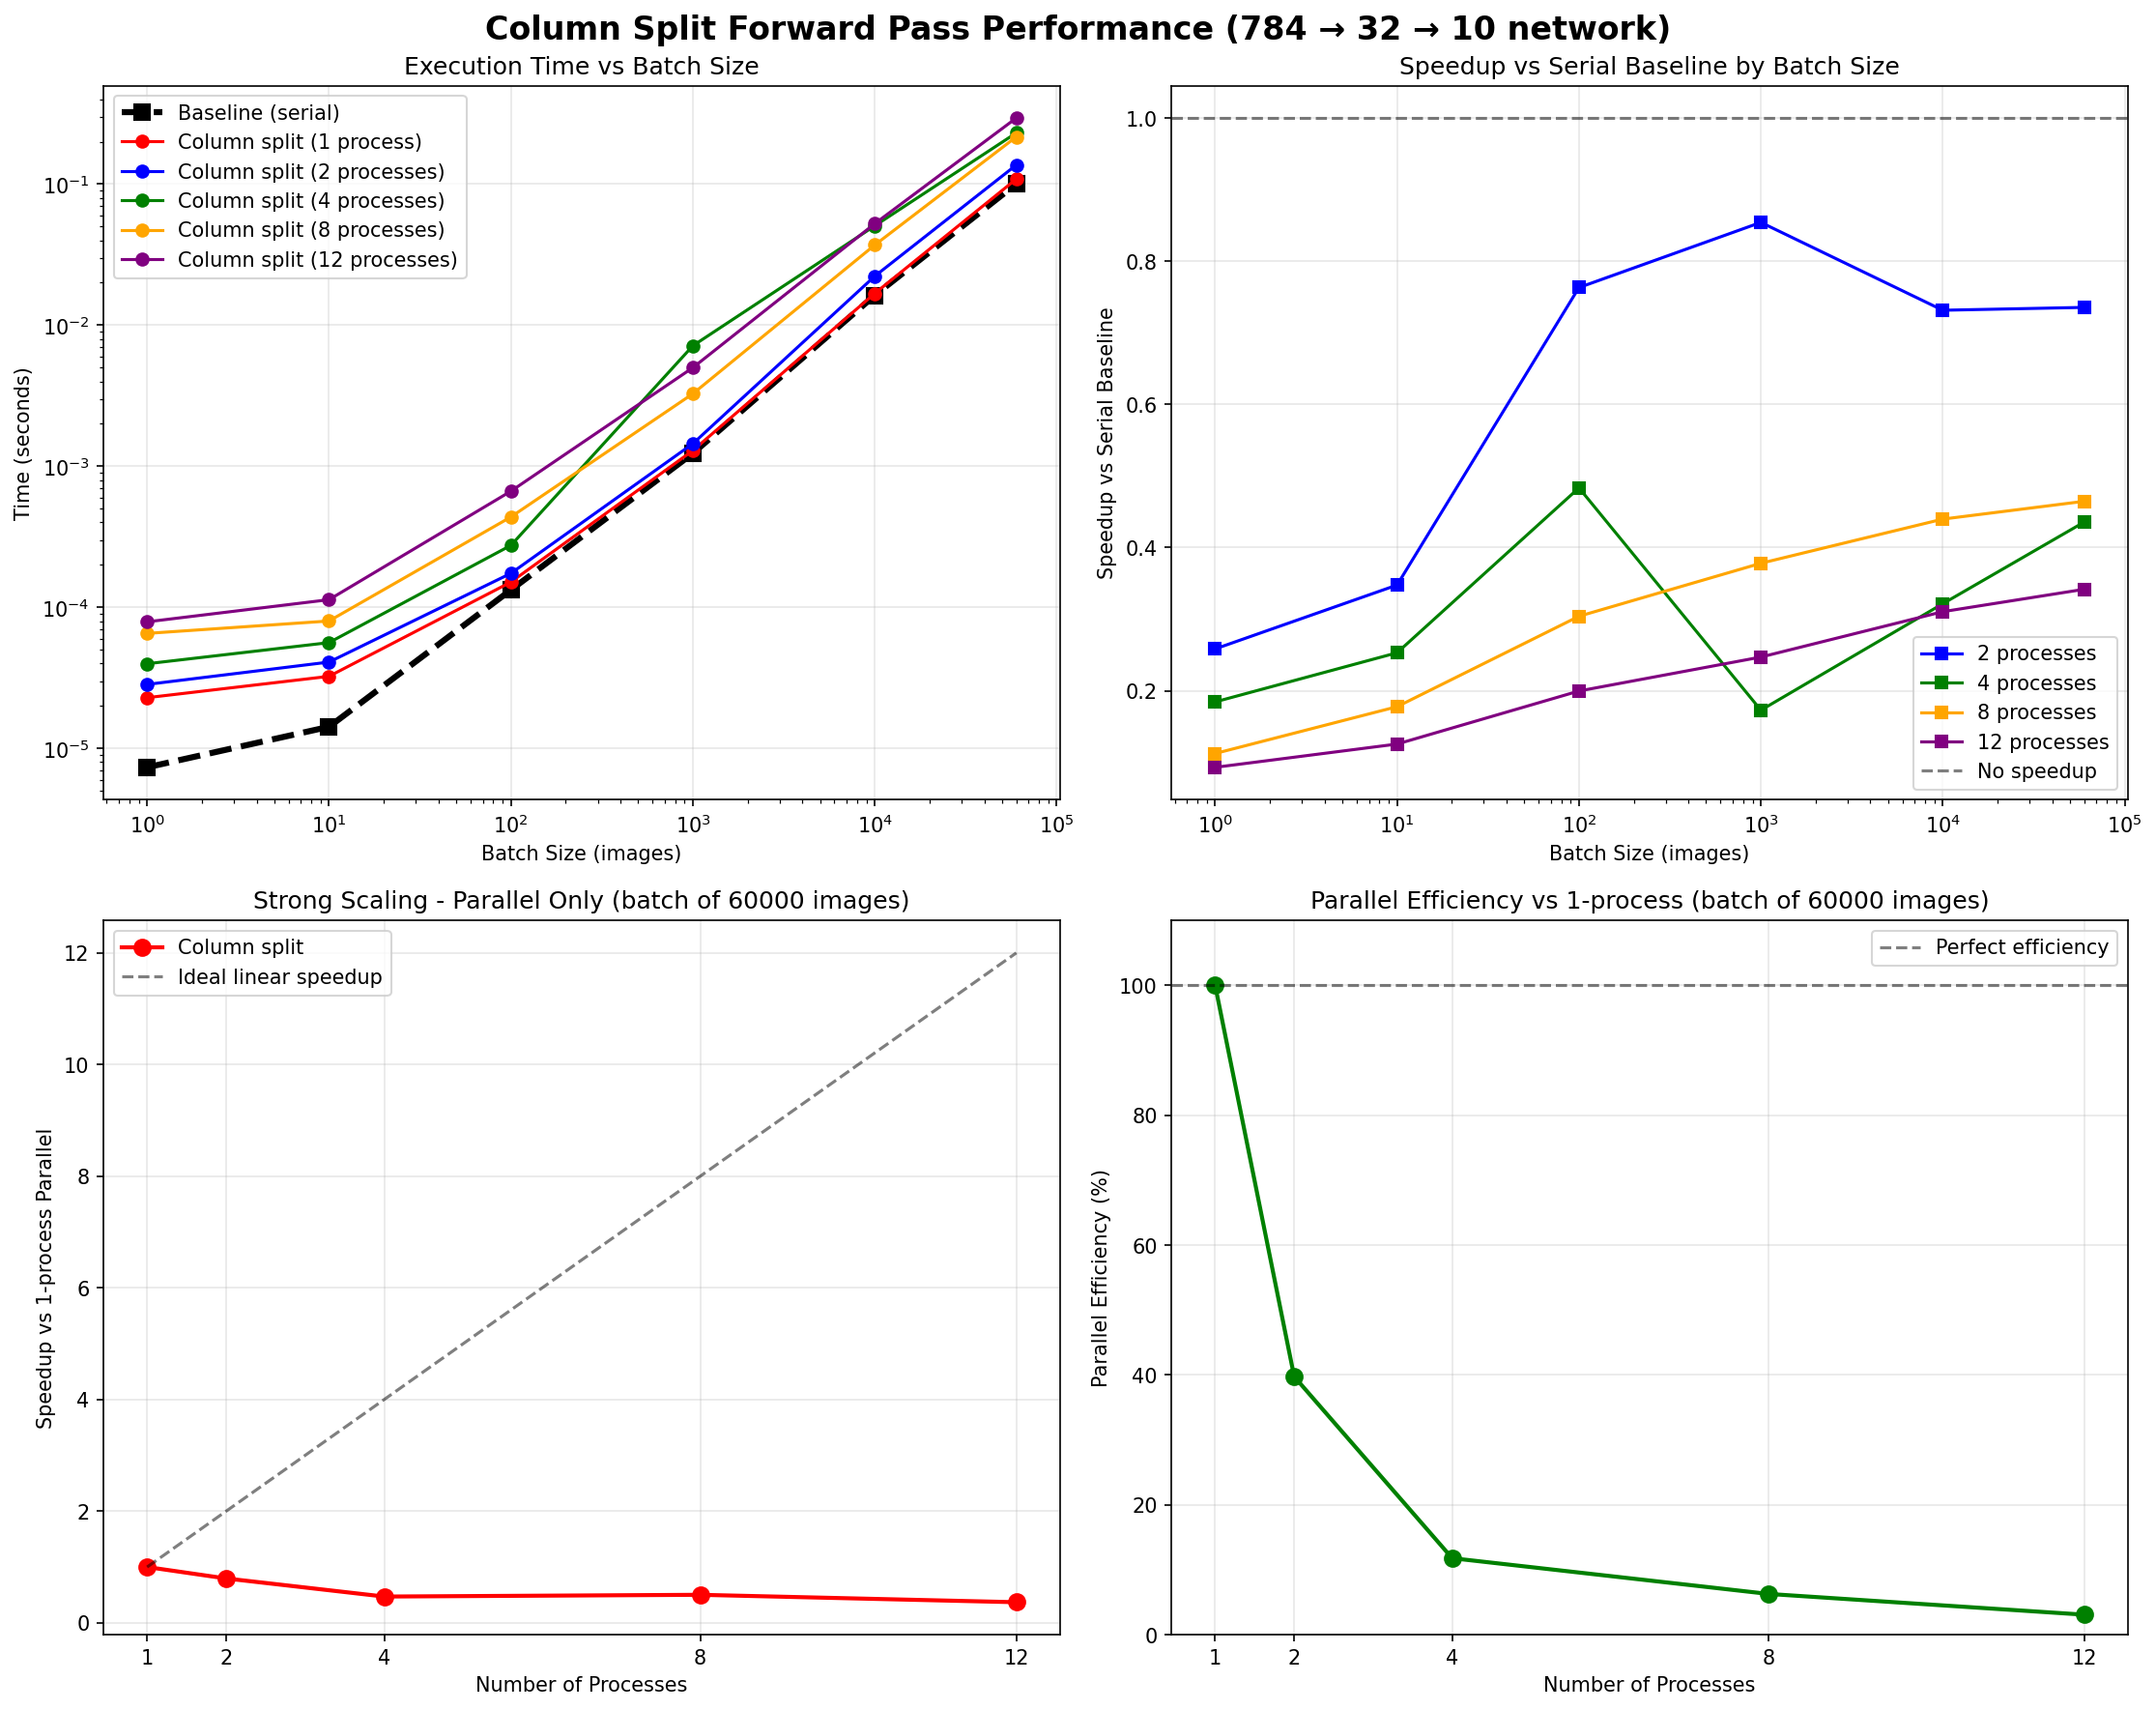 Column Split Forward Pass Performance (784 → 32 → 10 network)
Execution Time vs Batch Size
Baseline (serial)
Column split (1 process)
Column split (2 processes)
Column split (4 processes)
Column split (8 processes)
Column split (12 processes)
Time (seconds)
10⁻¹
10⁻²
10⁻³
10⁻⁴
10⁻⁵
10⁰ 10¹ 10² 10³ 10⁴ 10⁵
Batch Size (images)
Speedup vs Serial Baseline by Batch Size
Speedup vs Serial Baseline
1.0
0.8
0.6
0.4
0.2
2 processes
4 processes
8 processes
12 processes
No speedup
10⁰ 10¹ 10² 10³ 10⁴ 10⁵
Batch Size (images)
Strong Scaling - Parallel Only (batch of 60000 images)
Column split
Ideal linear speedup
Speedup vs 1-process Parallel
12
10
8
6
4
2
0
1 2 4 8 12
Number of Processes
Parallel Efficiency vs 1-process (batch of 60000 images)
Perfect efficiency
Parallel Efficiency (%)
100
80
60
40
20
0
1 2 4 8 12
Number of Processes